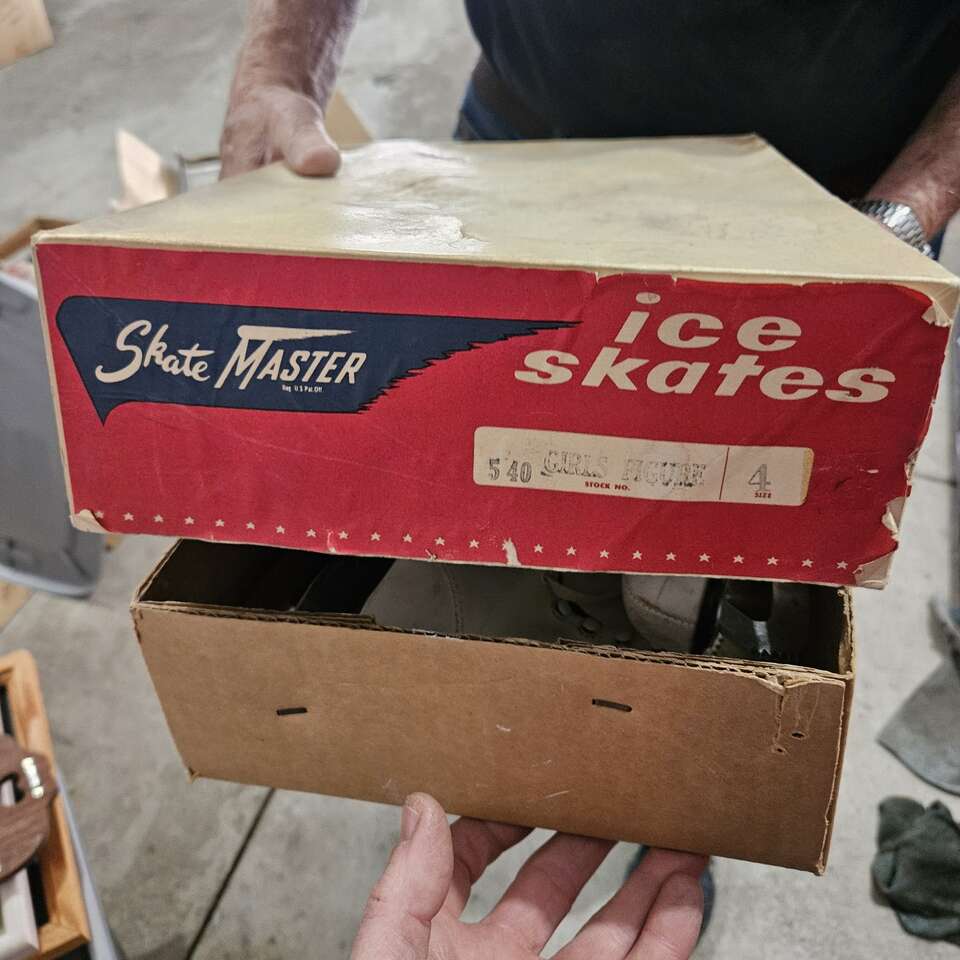 Skate MASTER
Reg. U.S. Pat. Off.
ice
skates
540 GIRLS FIGURE 4
STOCK NO. SIZE